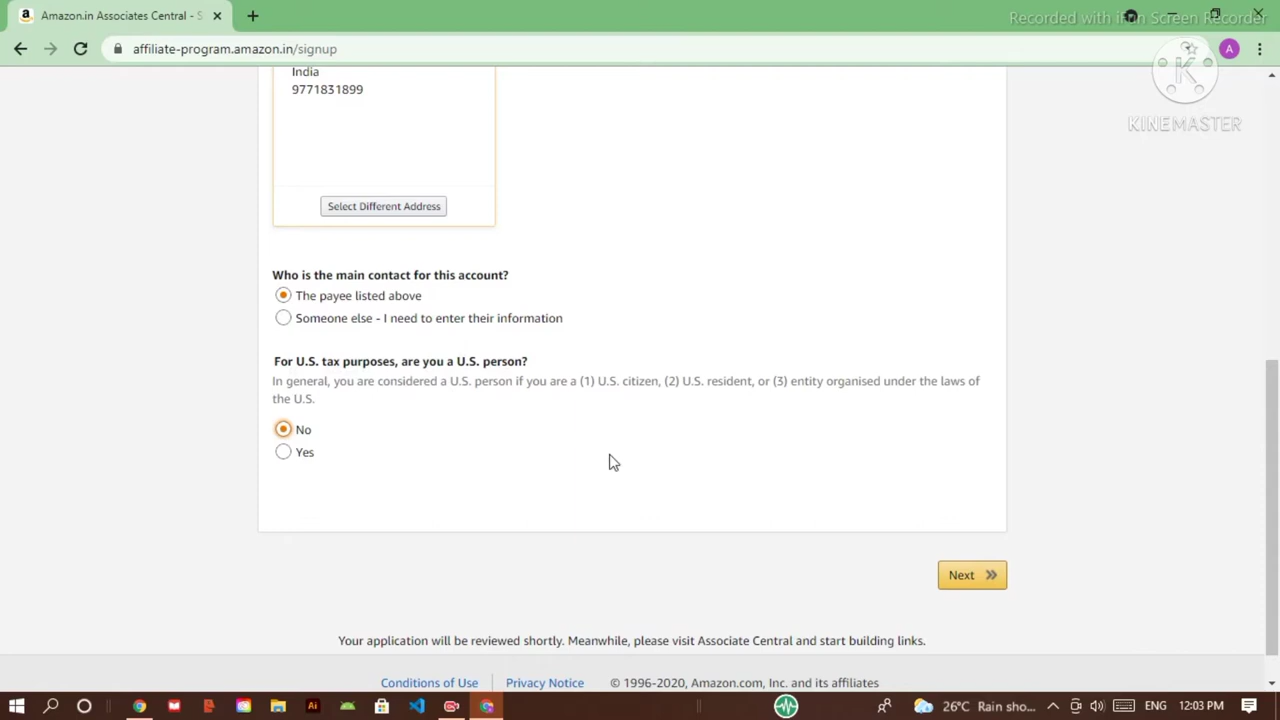 Amazon.in Associates Central - S
Recorded with iFun Screen Recorder
affiliate-program.amazon.in/signup
A
K
KINEMASTER
India
9771831899
Select Different Address
Who is the main contact for this account?
The payee listed above
Someone else - I need to enter their information
For U.S. tax purposes, are you a U.S. person?
In general, you are considered a U.S. person if you are a (1) U.S. citizen, (2) U.S. resident, or (3) entity organised under the laws of
the U.S.
No
Yes
Next
Your application will be reviewed shortly. Meanwhile, please visit Associate Central and start building links.
Conditions of Use
Privacy Notice
© 1996-2020, Amazon.com, Inc. and its affiliates
Ai
26°C Rain sho...
ENG
12:03 PM